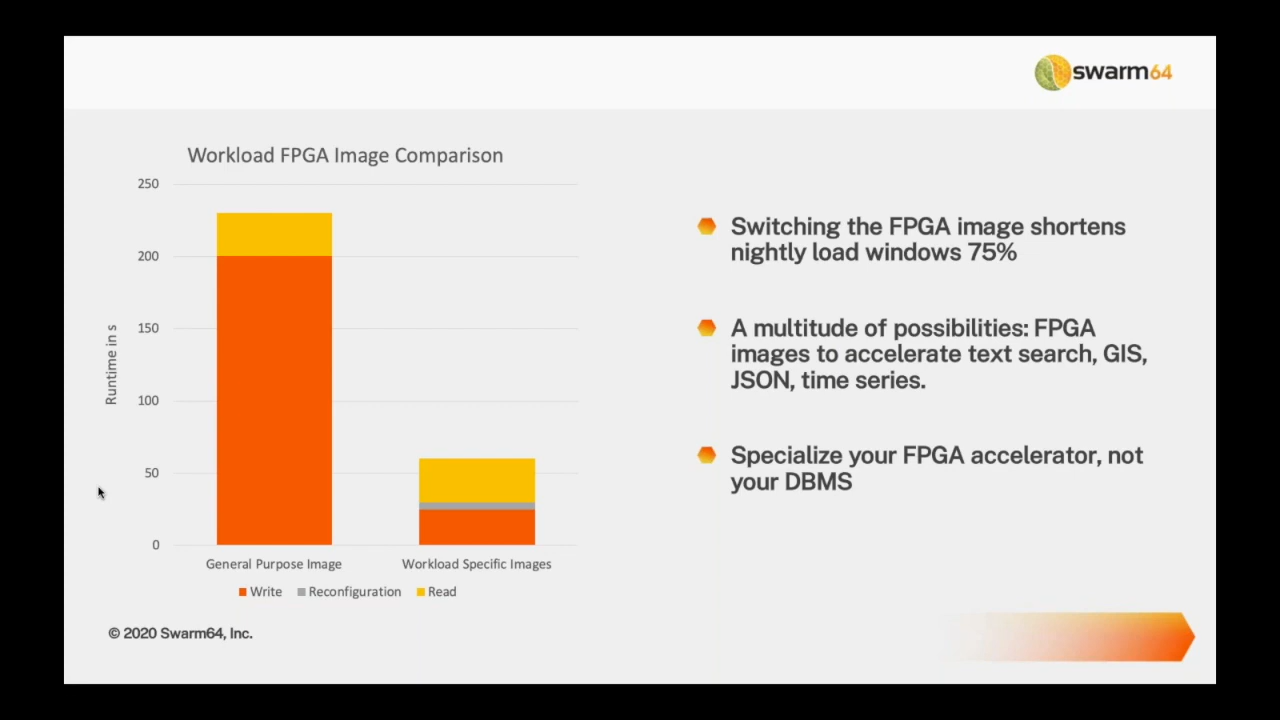 swarm64
Workload FPGA Image Comparison
250
200
150
100
50
0
Runtime in s
General Purpose Image
Workload Specific Images
Write
Reconfiguration
Read
Switching the FPGA image shortens
nightly load windows 75%
A multitude of possibilities: FPGA
images to accelerate text search, GIS,
JSON, time series.
Specialize your FPGA accelerator, not
your DBMS
© 2020 Swarm64, Inc.